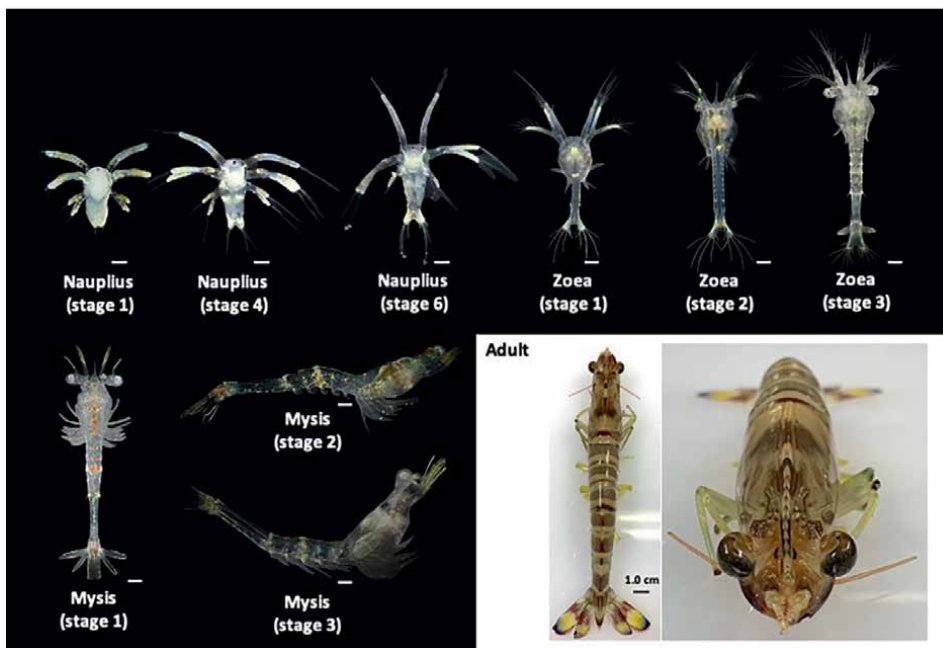 Nauplius
(stage 1)
Nauplius
(stage 4)
Nauplius
(stage 6)
Zoea
(stage 1)
Zoea
(stage 2)
Zoea
(stage 3)
Mysis
(stage 1)
Mysis
(stage 2)
Mysis
(stage 3)
Adult
1.0 cm